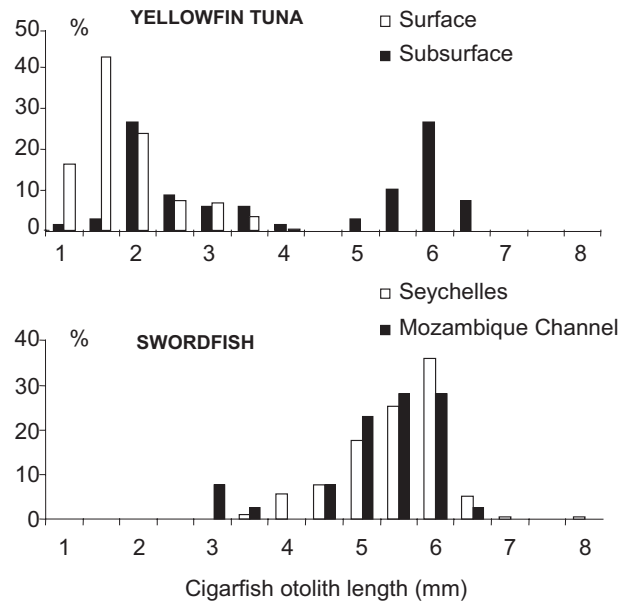 YELLOWFIN TUNA
%
Surface
Subsurface
50
40
30
20
10
0
1 2 3 4 5 6 7 8
Seychelles
Mozambique Channel
SWORDFISH
%
40
30
20
10
0
1 2 3 4 5 6 7 8
Cigarfish otolith length (mm)